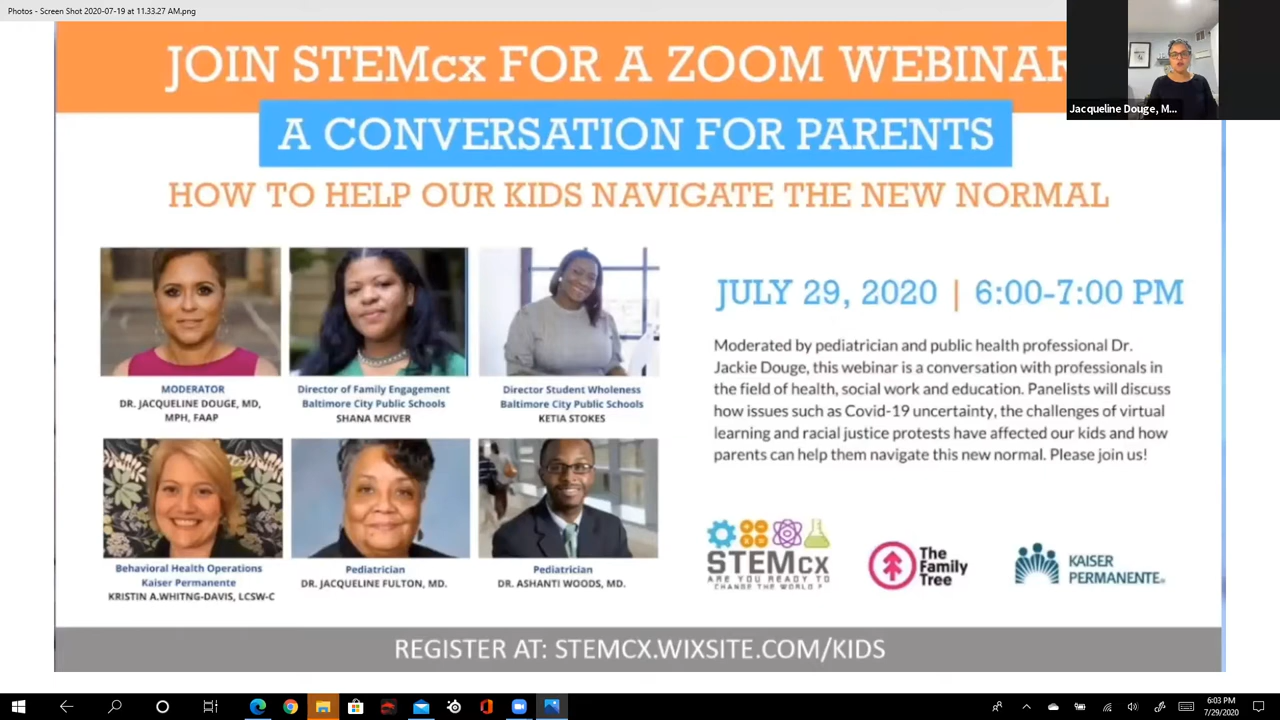 Photos - Screen Shot 2020-07-19 at 11.33.27 AM.png
JOIN STEMcx FOR A ZOOM WEBINAR
A CONVERSATION FOR PARENTS
HOW TO HELP OUR KIDS NAVIGATE THE NEW NORMAL
Jacqueline Douge, M...
MODERATOR
DR. JACQUELINE DOUGE, MD,
MPH, FAAP
Director of Family Engagement
Baltimore City Public Schools
SHANA MCIVER
Director Student Wholeness
Baltimore City Public Schools
KETIA STOKES
Behavioral Health Operations
Kaiser Permanente
KRISTIN A.WHITNG-DAVIS, LCSW-C
Pediatrician
DR. JACQUELINE FULTON, MD.
Pediatrician
DR. ASHANTI WOODS, MD.
JULY 29, 2020 | 6:00-7:00 PM
Moderated by pediatrician and public health professional Dr.
Jackie Douge, this webinar is a conversation with professionals in
the field of health, social work and education. Panelists will discuss
how issues such as Covid-19 uncertainty, the challenges of virtual
learning and racial justice protests have affected our kids and how
parents can help them navigate this new normal. Please join us!
STEMcx
ARE YOU READY TO
CHANGE THE WORLD?
The
Family
Tree
KAISER
PERMANENTE®
REGISTER AT: STEMCX.WIXSITE.COM/KIDS
6:03 PM
7/29/2020